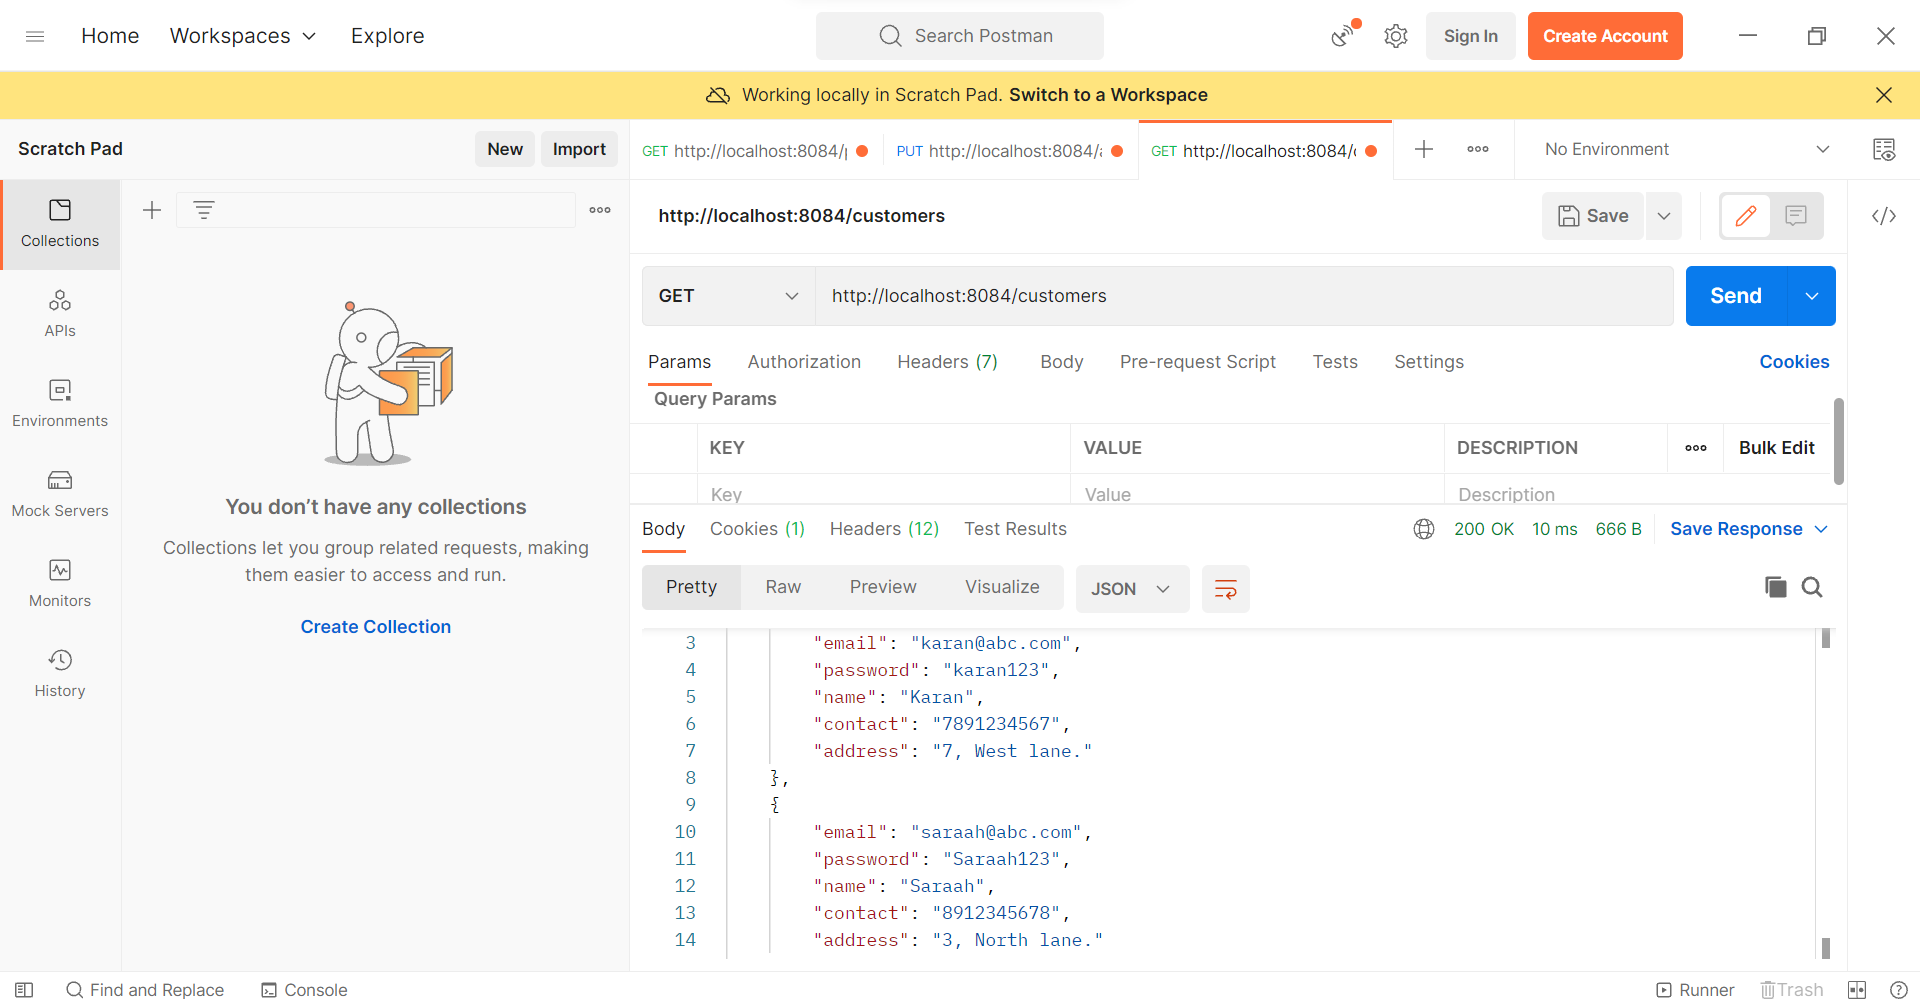 Home Workspaces Explore Search Postman Sign In Create Account
Working locally in Scratch Pad. Switch to a Workspace
Scratch Pad New Import GET http://localhost:8084/ PUT http://localhost:8084/ GET http://localhost:8084/ No Environment
http://localhost:8084/customers Save
Collections
APIs
Environments
Mock Servers
Monitors
History
You don’t have any collections
Collections let you group related requests, making
them easier to access and run.
Create Collection
GET http://localhost:8084/customers Send
Params Authorization Headers (7) Body Pre-request Script Tests Settings Cookies
Query Params
KEY VALUE DESCRIPTION Bulk Edit
Key Value Description
Body Cookies (1) Headers (12) Test Results 200 OK 10 ms 666 B Save Response
Pretty Raw Preview Visualize JSON
3 "email": "karan@abc.com",
4 "password": "karan123",
5 "name": "Karan",
6 "contact": "7891234567",
7 "address": "7, West lane."
8 },
9 {
10 "email": "saraah@abc.com",
11 "password": "Saraah123",
12 "name": "Saraah",
13 "contact": "8912345678",
14 "address": "3, North lane."
Find and Replace Console Runner Trash